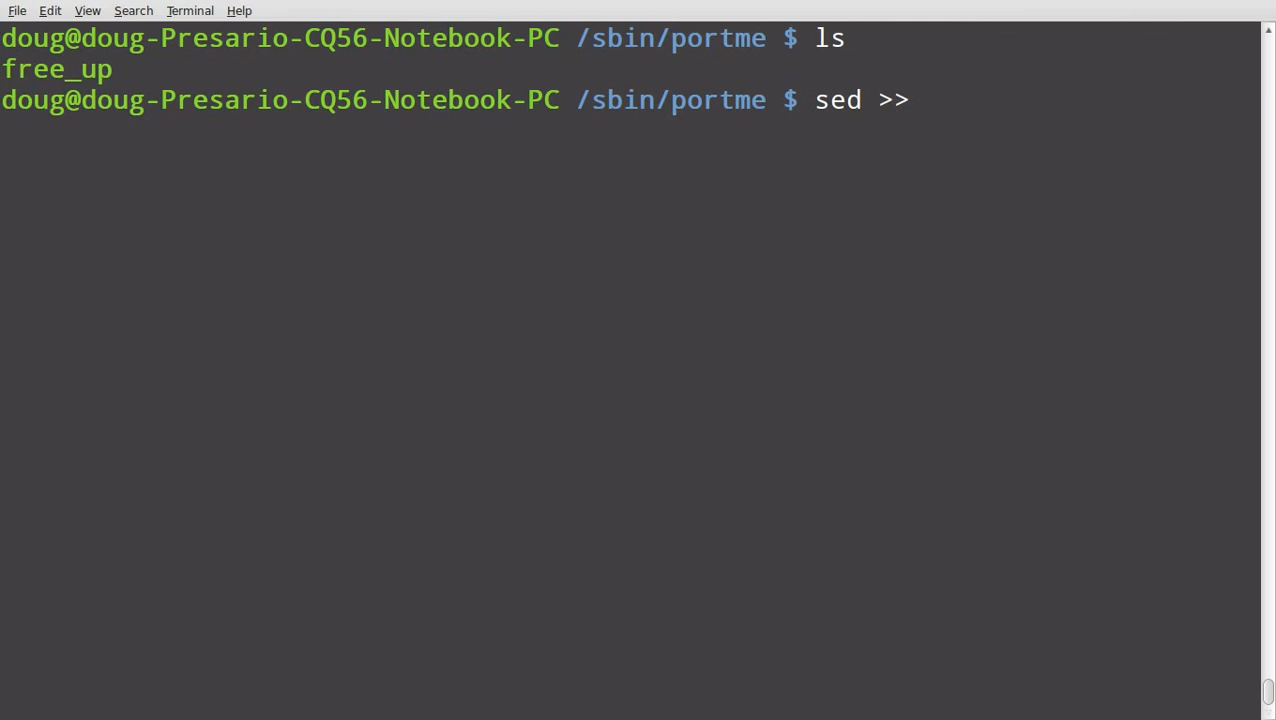 File Edit View Search Terminal Help
doug@doug-Presario-CQ56-Notebook-PC /sbin/portme $ ls
free_up
doug@doug-Presario-CQ56-Notebook-PC /sbin/portme $ sed >>